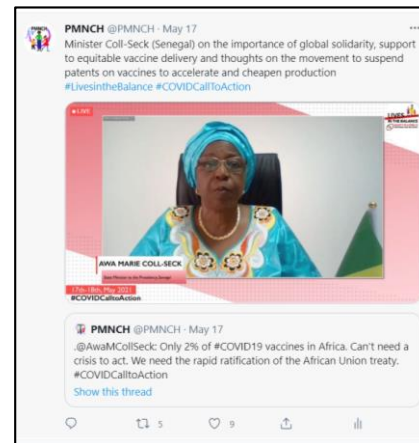 PMNCH @PMNCH · May 17
Minister Coll-Seck (Senegal) on the importance of global solidarity, support
to equitable vaccine delivery and thoughts on the movement to suspend
patents on vaccines to accelerate and cheapen production
#LivesintheBalance #COVIDCallToAction
LIVE
LIVES
IN THE BALANCE
AWA MARIE COLL-SECK
17th-18th, May 2021
#COVIDCalltoAction
PMNCH @PMNCH · May 17
.@AwaMCollSeck: Only 2% of #COVID19 vaccines in Africa. Can't need a
crisis to act. We need the rapid ratification of the African Union treaty.
#COVIDCalltoAction
Show this thread
5
9